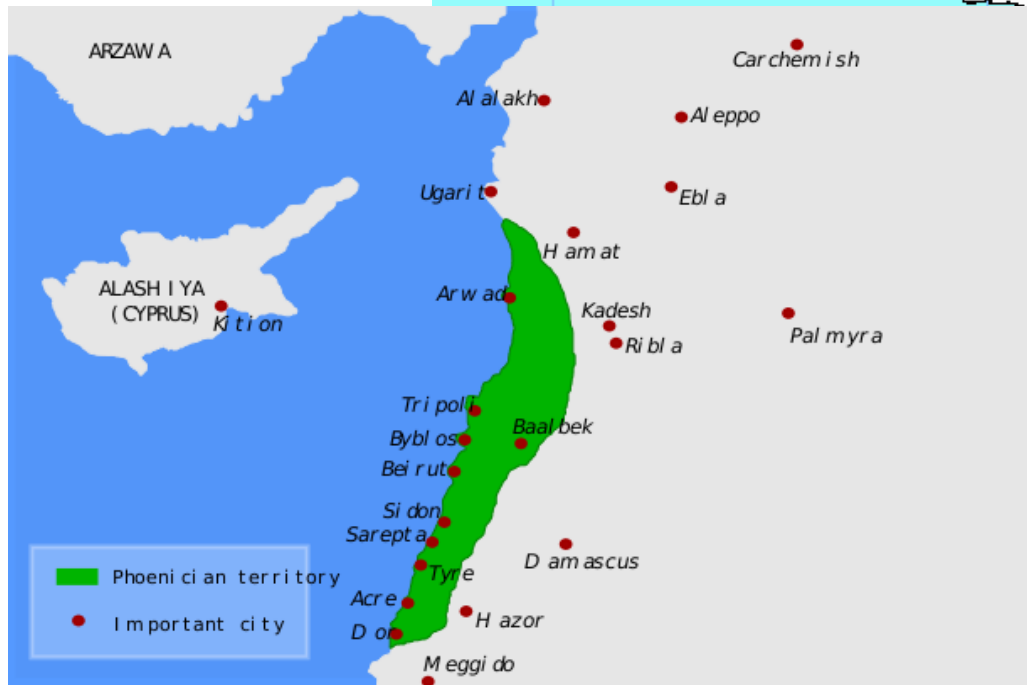 ARZAWA
Carchemish
Alalakh
Aleppo
Ugarit
Ebla
Hamat
ALASHIYA
(CYPRUS)
Kition
Arwad
Kadesh
Ribla
Palmyra
Tripoli
Baalbek
Byblos
Beirut
Sidon
Sarepta
Damascus
Tyre
Phoenician territory
Acre
Hazor
Important city
Dor
Meggido